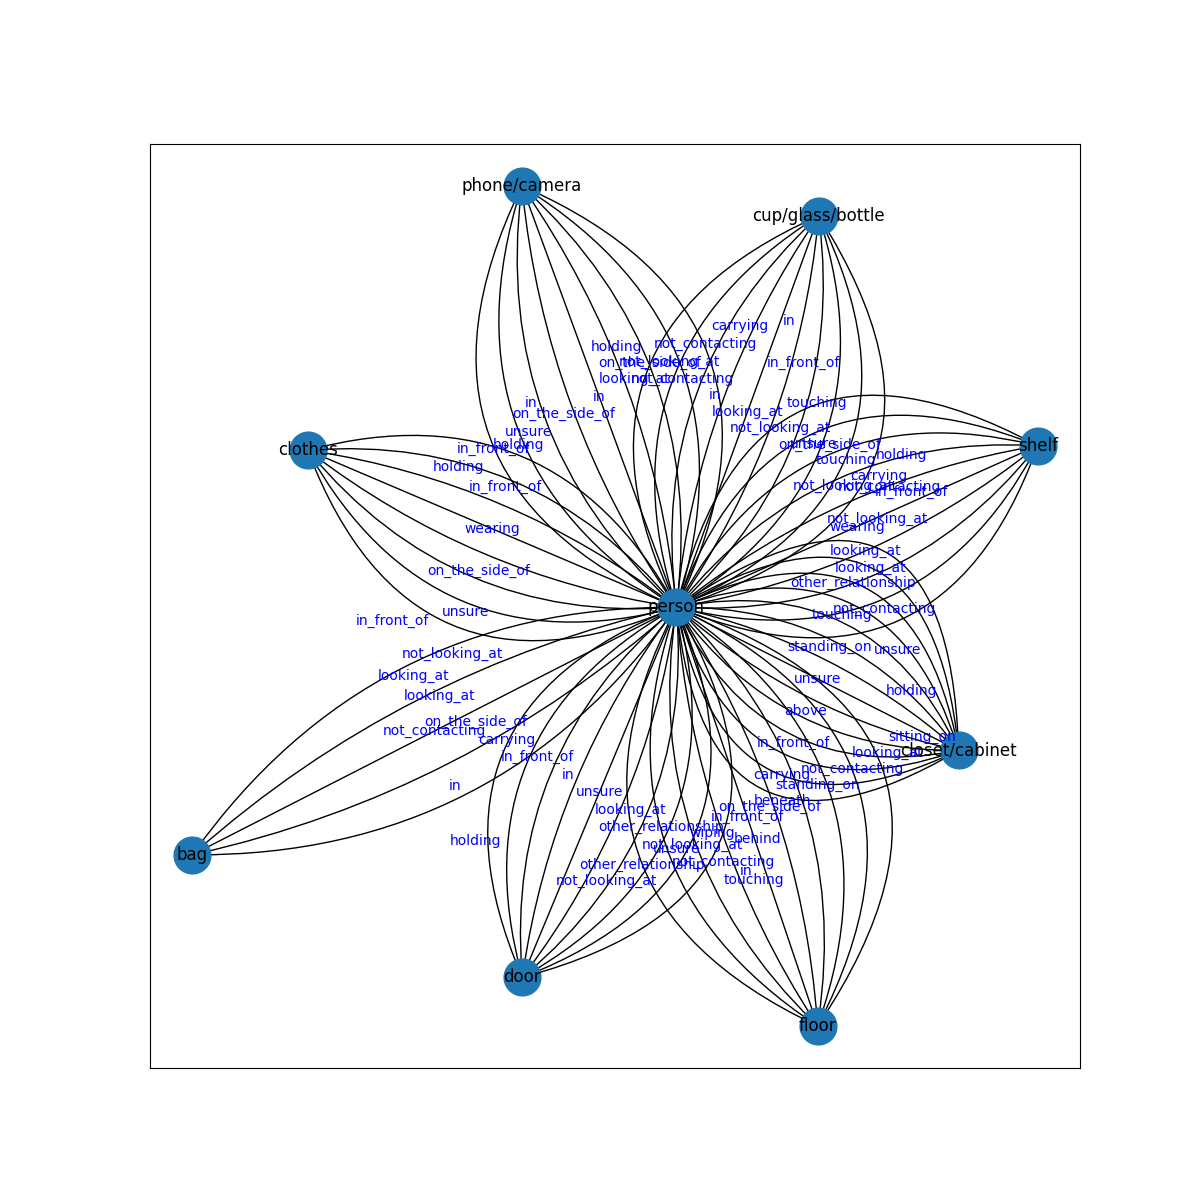 phone/camera
cup/glass/bottle
carrying
in
holding
not_contacting
on_the_side_of
not_looking_at
in_front_of
looking_at
not_contacting
in
in
in
touching
on_the_side_of
looking_at
not_looking_at
unsure
holding
on_the_side_of
unsure
clothes
in_front_of
shelf
holding
touching
holding
carrying
in_front_of
not_looking_at
not_contacting
in_front_of
wearing
not_looking_at
wearing
looking_at
on_the_side_of
looking_at
other_relationship
person
unsure
not_contacting
touching
in_front_of
standing_on
unsure
not_looking_at
looking_at
unsure
looking_at
holding
above
on_the_side_of
not_contacting
carrying
sitting_on
in_front_of
looking_at
closet/cabinet
in_front_of
not_contacting
in
carrying
in
standing_on
unsure
beneath
looking_at
on_the_side_of
in_front_of
other_relationship
wiping
holding
behind
not_looking_at
unsure
bag
other_relationship
not_contacting
in
not_looking_at
touching
door
floor